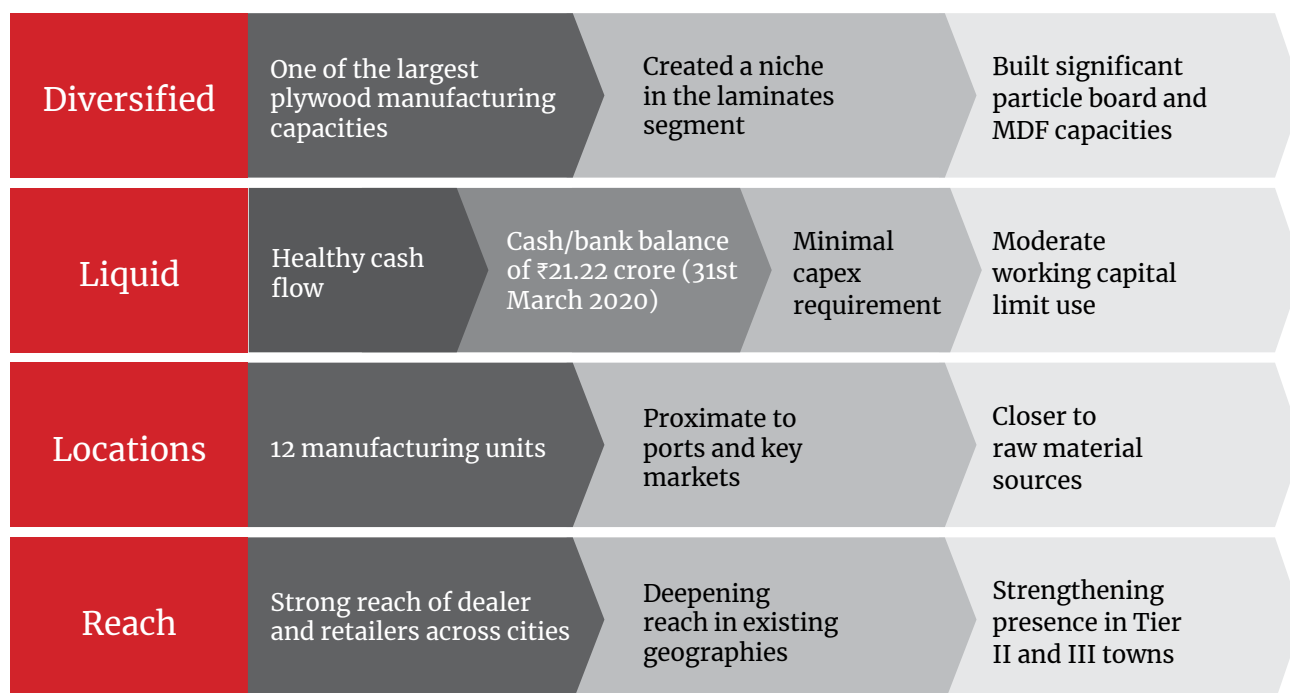 Diversified
One of the largest
plywood manufacturing
capacities
Created a niche
in the laminates
segment
Built significant
particle board and
MDF capacities
Liquid
Healthy cash
flow
Cash/bank balance
of ₹21.22 crore (31st
March 2020)
Minimal
capex
requirement
Moderate
working capital
limit use
Locations
12 manufacturing units
Proximate to
ports and key
markets
Closer to
raw material
sources
Reach
Strong reach of dealer
and retailers across cities
Deepening
reach in existing
geographies
Strengthening
presence in Tier
II and III towns